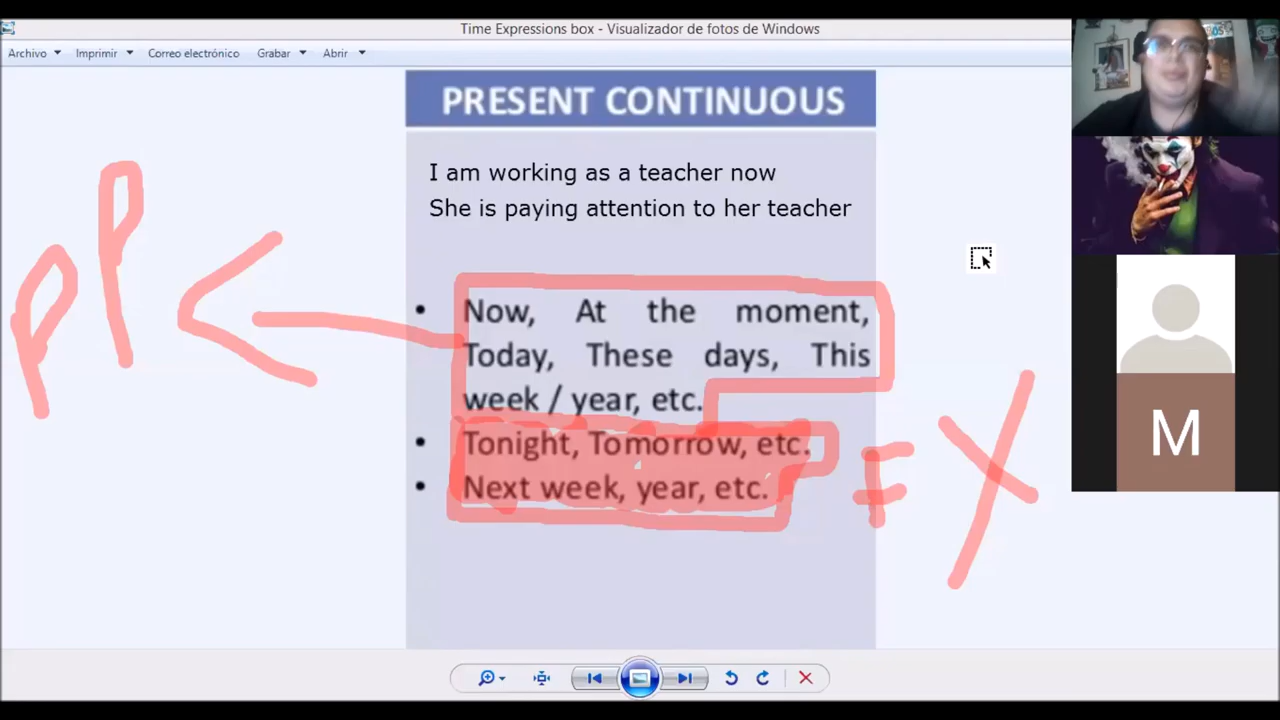 Time Expressions box - Visualizador de fotos de Windows
Archivo Imprimir Correo electrónico Grabar Abrir
PRESENT CONTINUOUS
I am working as a teacher now
She is paying attention to her teacher
• Now, At the moment,
Today, These days, This
week / year, etc.
• Tonight, Tomorrow, etc.
• Next week, year, etc.
PP
F X
M